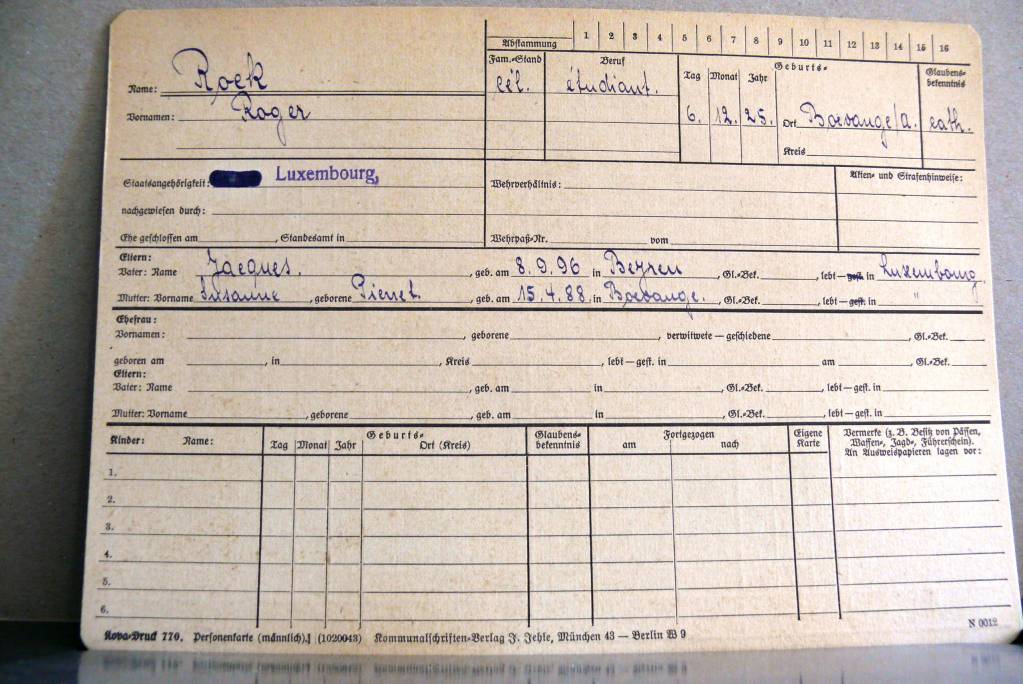 Abstammung 1 2 3 4 5 6 7 8 9 10 11 12 13 14 15 16
Name: Roek
Vornamen: Roger
Fam.-Stand cél.
Beruf étudiant.
Geburts-
Tag Monat Jahr
6. 12. 25.
Ort Boevange/A.
Kreis
Glaubens-
bekenntnis
cath.
Staatsangehörigkeit: Luxembourg,
nachgewiesen durch:
Ehe geschlossen am , Standesamt in
Wehrverhältnis:
Wehrpaß-Nr. vom
Akten- und Strafenhinweise:
Eltern:
Vater: Name Jacques. , geb. am 8.9.96 in , Gl.-Bek. , lebt—gest. in Luxembourg.
Mutter: Vorname Susanne , geborene , geb. am 15.4.88 in Boevange. , Gl.-Bek. , lebt—gest. in "
Ehefrau:
Vornamen: , geborene , verwitwete — geschiedene , Gl.-Bek.
geboren am , in , Kreis , lebt—gest. in am , Gl.-Bek.
Eltern:
Vater: Name , geb. am in , Gl.-Bek. , lebt—gest. in
Mutter: Vorname , geborene , geb. am in , Gl.-Bek. , lebt—gest. in
Kinder: Name:
Geburts-
Tag Monat Jahr Ort (Kreis)
Glaubens-
bekenntnis
Fortgezogen
am nach
Eigene
Karte
Vermerke (z. B. Besitz von Pässen,
Waffen-, Jagd-, Führerschein).
An Ausweispapieren lagen vor:
1.
2.
3.
4.
5.
6.
Kova-Druck 770. Personenkarte (männlich). (1020043) Kommunalschriften-Verlag J. Jehle, München 43 — Berlin W 9
N 0012